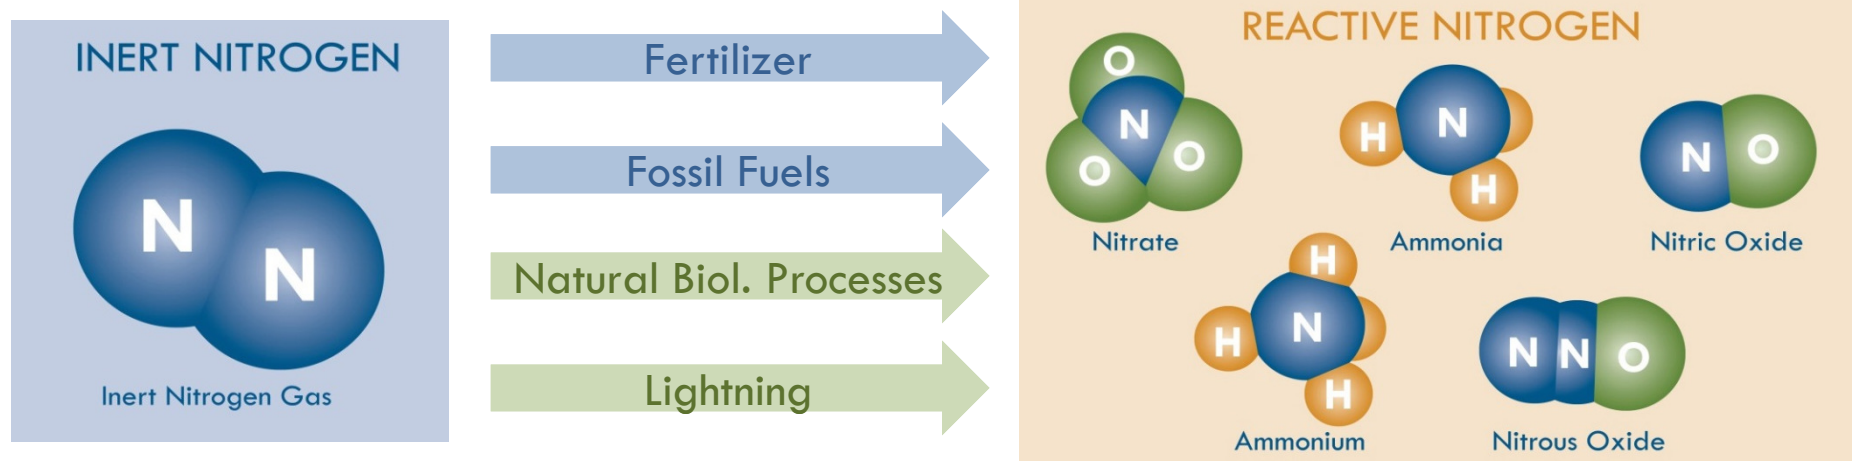 INERT NITROGEN
N
N
Inert Nitrogen Gas
Fertilizer
Fossil Fuels
Natural Biol. Processes
Lightning
REACTIVE NITROGEN
O
N
O
O
Nitrate
H
N
H
Ammonia
N
O
Nitric Oxide
H
N
H
H
Ammonium
N
N
O
Nitrous Oxide